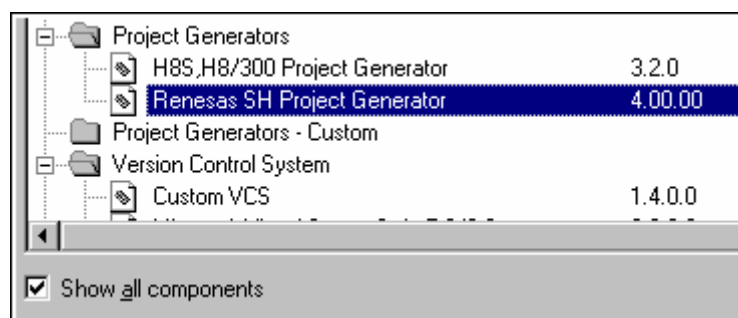 Project Generators
H8S,H8/300 Project Generator 3.2.0
Renesas SH Project Generator 4.00.00
Project Generators - Custom
Version Control System
Custom VCS 1.4.0.0
Show all components